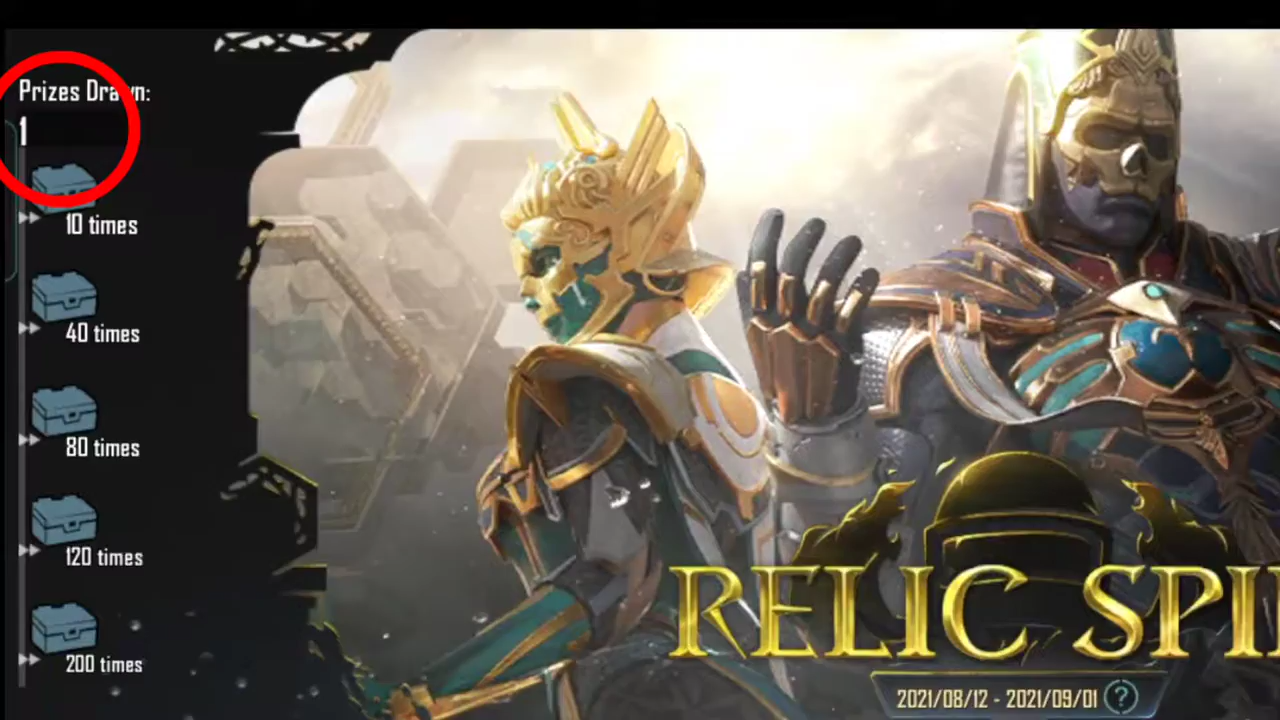 Prizes Drawn:
1
10 times
40 times
80 times
120 times
200 times
RELIC SPI
2021/08/12 - 2021/09/01 ?